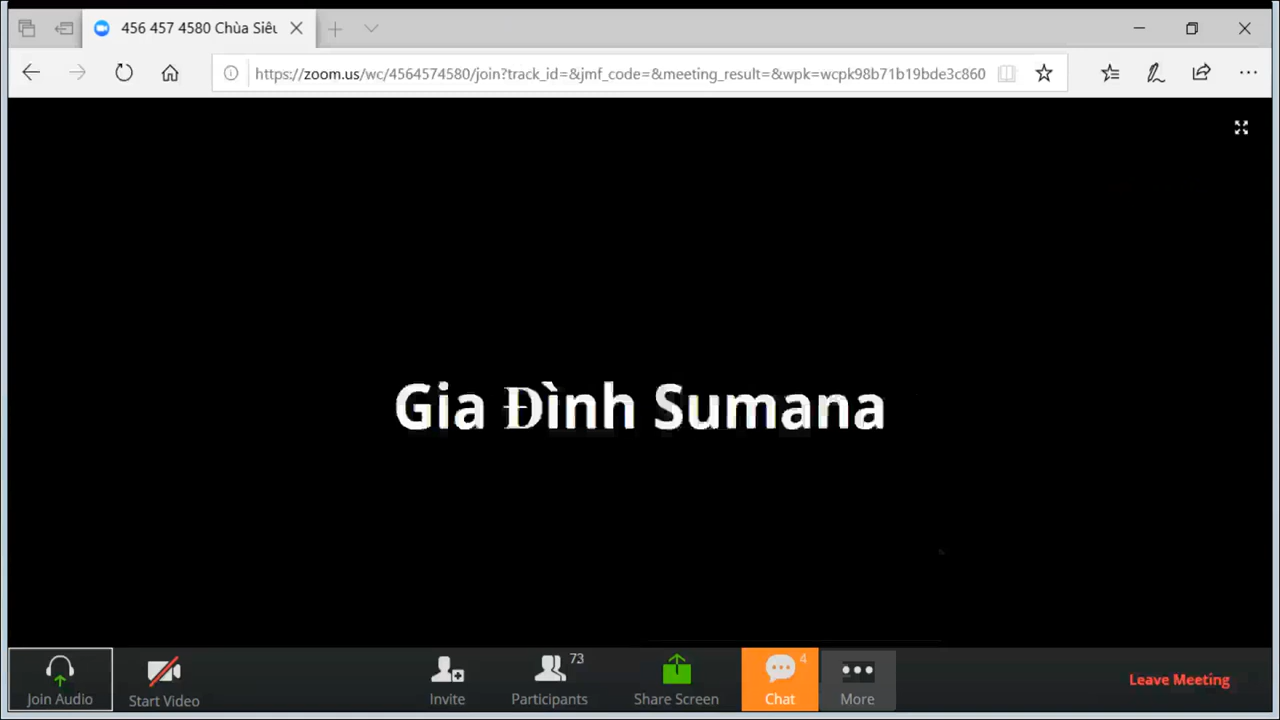 456 457 4580 Chùa Siêu
https://zoom.us/wc/4564574580/join?track_id=&jmf_code=&meeting_result=&wpk=wcpk98b71b19bde3c860
Gia Đình Sumana
Join Audio
Start Video
Invite
73
Participants
Share Screen
4
Chat
More
Leave Meeting